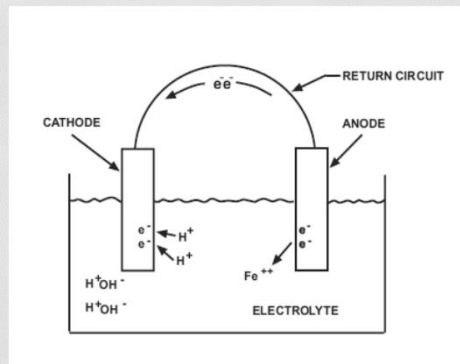 e⁻e⁻
RETURN CIRCUIT
CATHODE
ANODE
e⁻
e⁻
H⁺
H⁺
e⁻
e⁻
Fe⁺⁺
H⁺OH⁻
H⁺OH⁻
ELECTROLYTE